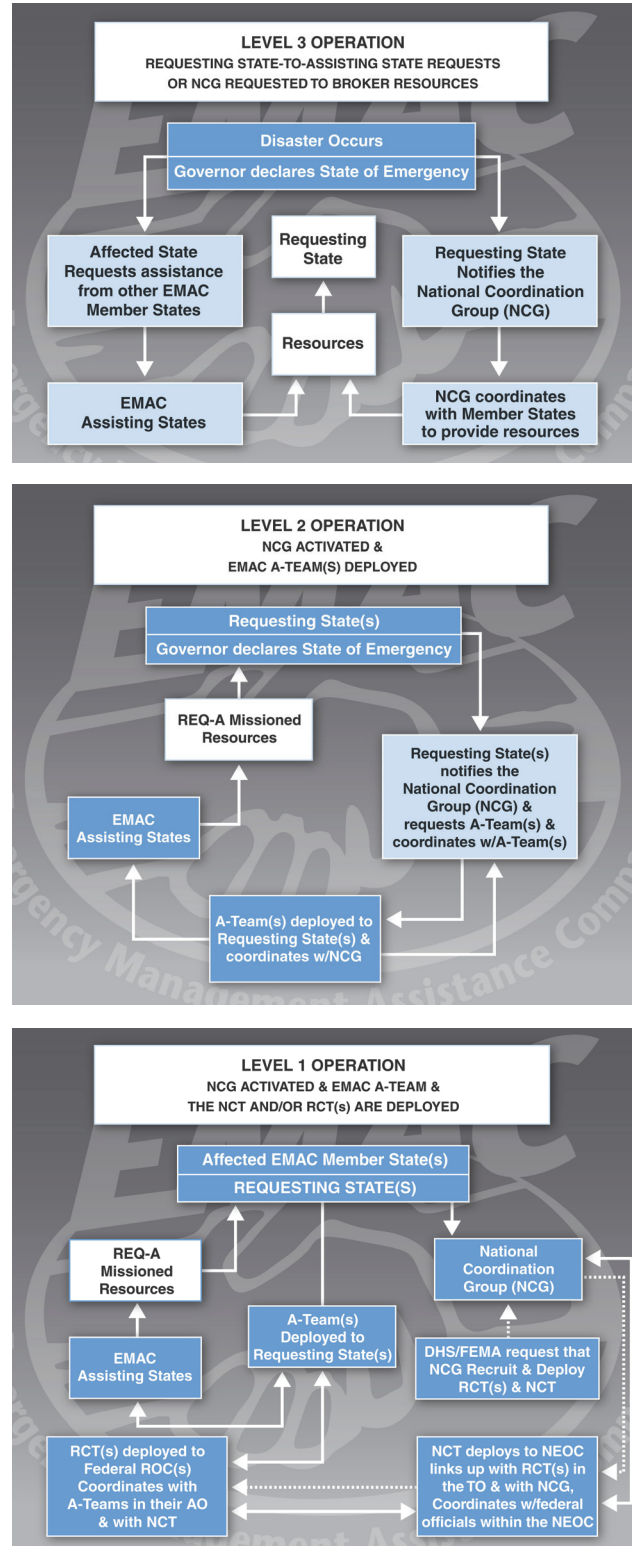 LEVEL 3 OPERATION
REQUESTING STATE-TO-ASSISTING STATE REQUESTS
OR NCG REQUESTED TO BROKER RESOURCES
Disaster Occurs
Governor declares State of Emergency
Affected State
Requests assistance
from other EMAC
Member States
Requesting
State
Requesting State
Notifies the
National Coordination
Group (NCG)
Resources
EMAC
Assisting States
NCG coordinates
with Member States
to provide resources
LEVEL 2 OPERATION
NCG ACTIVATED &
EMAC A-TEAM(S) DEPLOYED
Requesting State(s)
Governor declares State of Emergency
REQ-A Missioned
Resources
Requesting State(s)
notifies the
National Coordination
Group (NCG) &
requests A-Team(s) &
coordinates w/A-Team(s)
EMAC
Assisting States
A-Team(s) deployed to
Requesting State(s) &
coordinates w/NCG
LEVEL 1 OPERATION
NCG ACTIVATED & EMAC A-TEAM &
THE NCT AND/OR RCT(s) ARE DEPLOYED
Affected EMAC Member State(s)
REQUESTING STATE(S)
REQ-A
Missioned
Resources
National
Coordination
Group (NCG)
A-Team(s)
Deployed to
Requesting State(s)
EMAC
Assisting States
DHS/FEMA request that
NCG Recruit & Deploy
RCT(s) & NCT
RCT(s) deployed to
Federal ROC(s)
Coordinates with
A-Teams in their AO
& with NCT
NCT deploys to NEOC
links up with RCT(s) in
the TO & with NCG,
Coordinates w/federal
officials within the NEOC